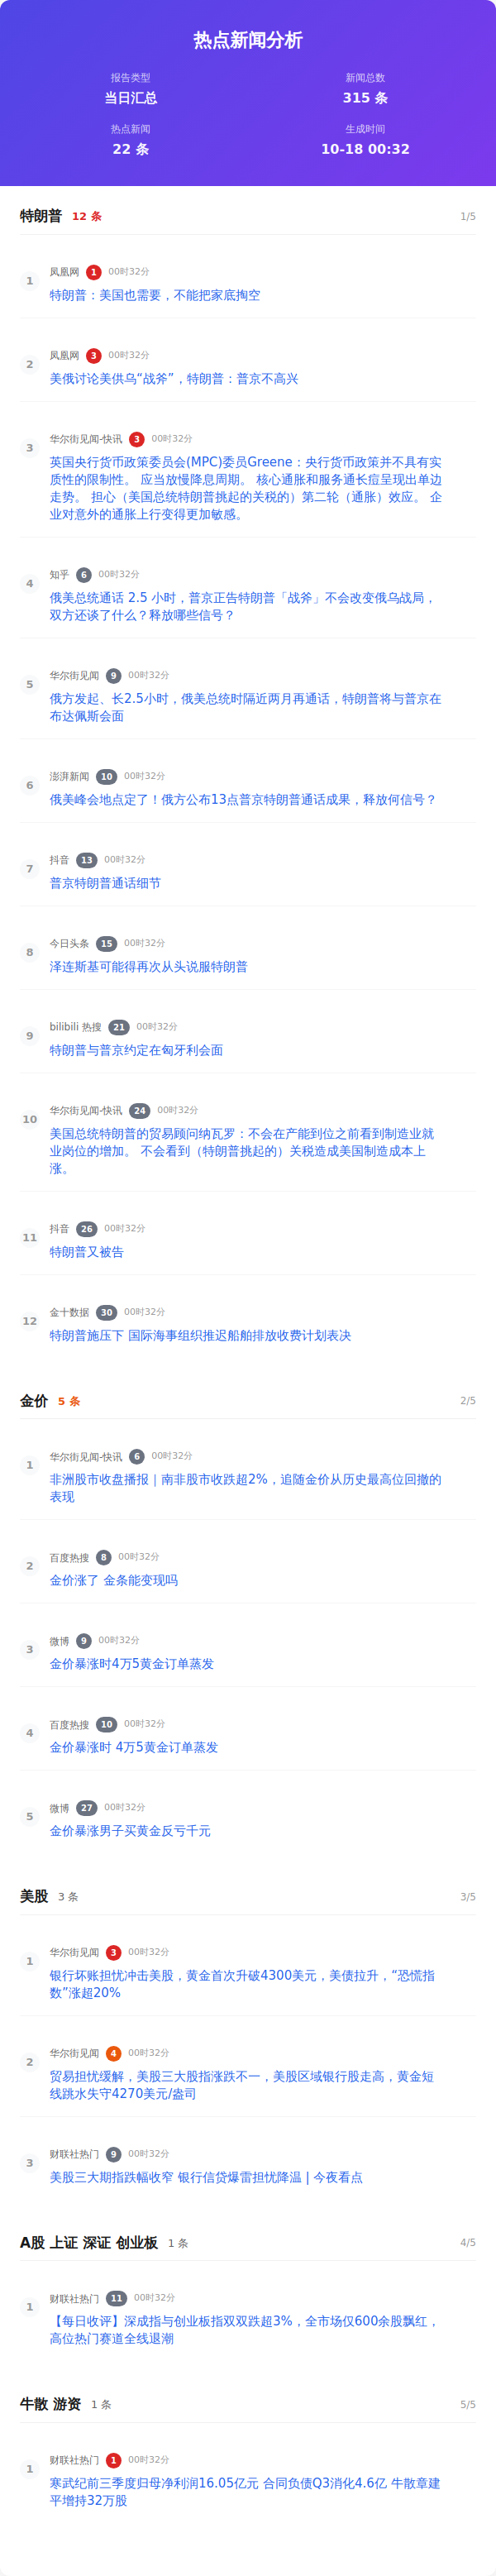 热点新闻分析
报告类型
新闻总数
当日汇总
315 条
热点新闻
生成时间
22 条
10-18 00:32
特朗普 12 条 1/5
1
凤凰网 1 00时32分
特朗普：美国也需要，不能把家底掏空
2
凤凰网 3 00时32分
美俄讨论美供乌“战斧”，特朗普：普京不高兴
3
华尔街见闻-快讯 3 00时32分
英国央行货币政策委员会(MPC)委员Greene：央行货币政策并不具有实
质性的限制性。 应当放慢降息周期。 核心通胀和服务通长痘呈现出单边
走势。 担心（美国总统特朗普挑起的关税的）第二轮（通胀）效应。 企
业对意外的通胀上行变得更加敏感。
4
知乎 6 00时32分
俄美总统通话 2.5 小时，普京正告特朗普「战斧」不会改变俄乌战局，
双方还谈了什么？释放哪些信号？
5
华尔街见闻 9 00时32分
俄方发起、长2.5小时，俄美总统时隔近两月再通话，特朗普将与普京在
布达佩斯会面
6
澎湃新闻 10 00时32分
俄美峰会地点定了！俄方公布13点普京特朗普通话成果，释放何信号？
7
抖音 13 00时32分
普京特朗普通话细节
8
今日头条 15 00时32分
泽连斯基可能得再次从头说服特朗普
9
bilibili 热搜 21 00时32分
特朗普与普京约定在匈牙利会面
10
华尔街见闻-快讯 24 00时32分
美国总统特朗普的贸易顾问纳瓦罗：不会在产能到位之前看到制造业就
业岗位的增加。 不会看到（特朗普挑起的）关税造成美国制造成本上
涨。
11
抖音 26 00时32分
特朗普又被告
12
金十数据 30 00时32分
特朗普施压下 国际海事组织推迟船舶排放收费计划表决
金价 5 条 2/5
1
华尔街见闻-快讯 6 00时32分
非洲股市收盘播报｜南非股市收跌超2%，追随金价从历史最高位回撤的
表现
2
百度热搜 8 00时32分
金价涨了 金条能变现吗
3
微博 9 00时32分
金价暴涨时4万5黄金订单蒸发
4
百度热搜 10 00时32分
金价暴涨时 4万5黄金订单蒸发
5
微博 27 00时32分
金价暴涨男子买黄金反亏千元
美股 3 条 3/5
1
华尔街见闻 3 00时32分
银行坏账担忧冲击美股，黄金首次升破4300美元，美债拉升，“恐慌指
数”涨超20%
2
华尔街见闻 4 00时32分
贸易担忧缓解，美股三大股指涨跌不一，美股区域银行股走高，黄金短
线跳水失守4270美元/盎司
3
财联社热门 9 00时32分
美股三大期指跌幅收窄 银行信贷爆雷担忧降温 | 今夜看点
A股 上证 深证 创业板 1 条 4/5
1
财联社热门 11 00时32分
【每日收评】深成指与创业板指双双跌超3%，全市场仅600余股飘红，
高位热门赛道全线退潮
牛散 游资 1 条 5/5
1
财联社热门 1 00时32分
寒武纪前三季度归母净利润16.05亿元 合同负债Q3消化4.6亿 牛散章建
平增持32万股